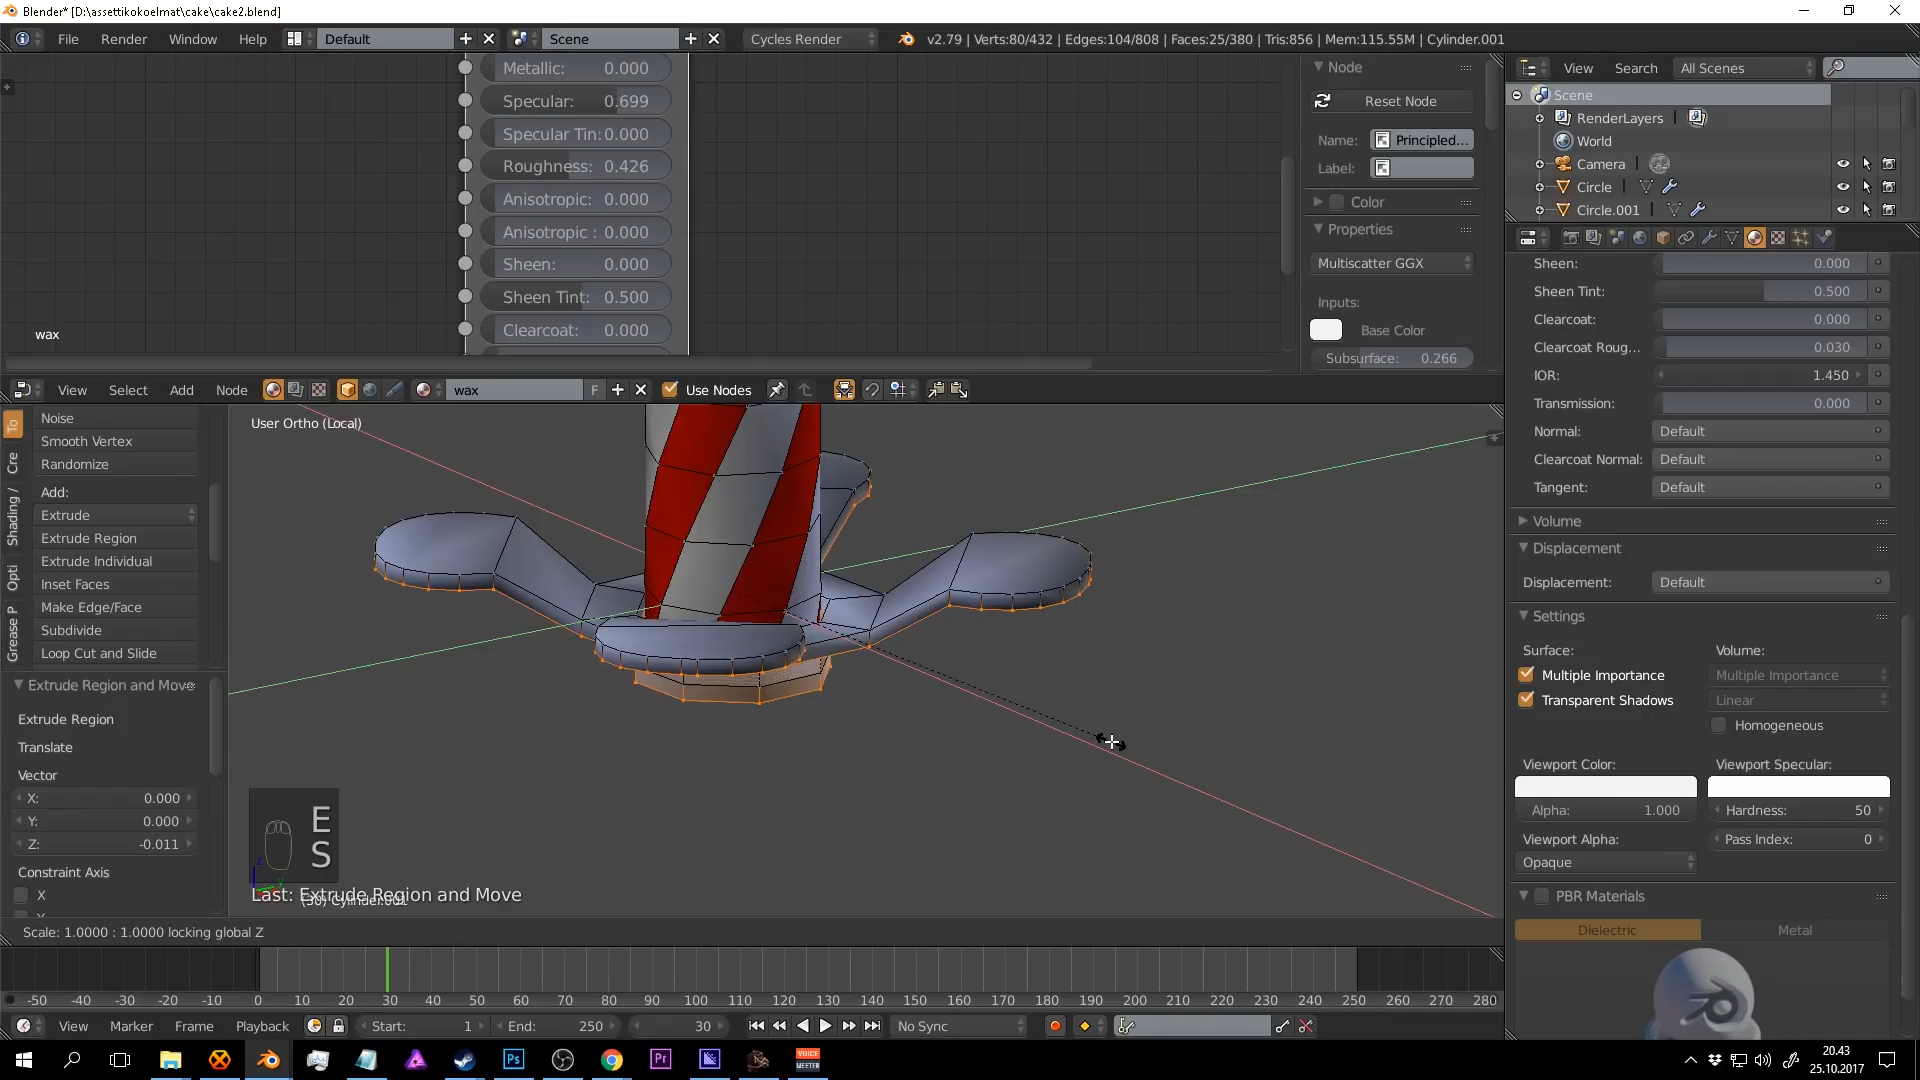 Blender* [D:\assettikokoelmat\cake\cake2.blend]
File Render Window Help Default Scene Cycles Render v2.79 | Verts:80/432 | Edges:104/808 | Faces:25/380 | Tris:856 | Mem:115.55M | Cylinder.001
Metallic: 0.000
Specular: 0.699
Specular Tin: 0.000
Roughness: 0.426
Anisotropic: 0.000
Anisotropic : 0.000
Sheen: 0.000
Sheen Tint: 0.500
Clearcoat: 0.000
wax
Node
Reset Node
Name: Principled...
Label:
Color
Properties
Multiscatter GGX
Inputs:
Base Color
Subsurface: 0.266
View Search All Scenes
Scene
RenderLayers
World
Camera
Circle
Circle.001
View Select Add Node wax F Use Nodes
To
Cre
Shading /
Opti
Grease P
Noise
Smooth Vertex
Randomize
Add:
Extrude
Extrude Region
Extrude Individual
Inset Faces
Make Edge/Face
Subdivide
Loop Cut and Slide
Extrude Region and Move
Extrude Region
Translate
Vector
X: 0.000
Y: 0.000
Z: -0.011
Constraint Axis
X
User Ortho (Local)
E
S
z
Last: Extrude Region and Move
(30) Cylinder.001
Scale: 1.0000 : 1.0000 locking global Z
Sheen: 0.000
Sheen Tint: 0.500
Clearcoat: 0.000
Clearcoat Roug... 0.030
IOR: 1.450
Transmission: 0.000
Normal: Default
Clearcoat Normal: Default
Tangent: Default
Volume
Displacement
Displacement: Default
Settings
Surface: Volume:
Multiple Importance Multiple Importance
Transparent Shadows Linear
Homogeneous
Viewport Color: Viewport Specular:
Alpha: 1.000 Hardness: 50
Viewport Alpha: Pass Index: 0
Opaque
PBR Materials
Dielectric Metal
-50 -40 -30 -20 -10 0 10 20 30 40 50 60 70 80 90 100 110 120 130 140 150 160 170 180 190 200 210 220 230 240 250 260 270 280
View Marker Frame Playback Start: 1 End: 250 30 No Sync
Ps
Pr
VOICE
MEETER
20.43
25.10.2017